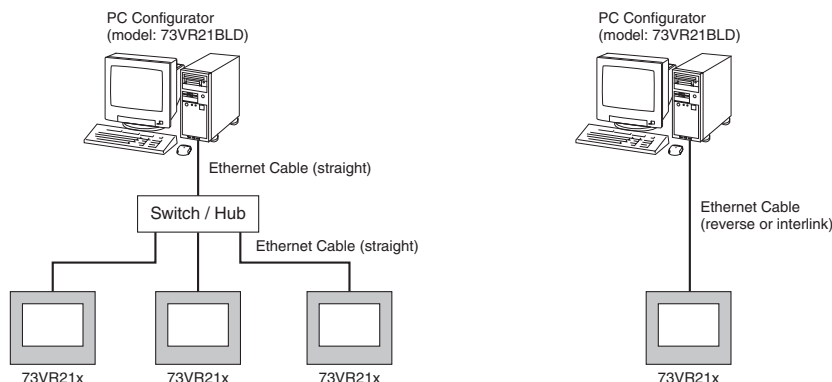 PC Configurator
(model: 73VR21BLD)
Ethernet Cable (straight)
Switch / Hub
Ethernet Cable (straight)
73VR21x
73VR21x
73VR21x
PC Configurator
(model: 73VR21BLD)
Ethernet Cable
(reverse or interlink)
73VR21x